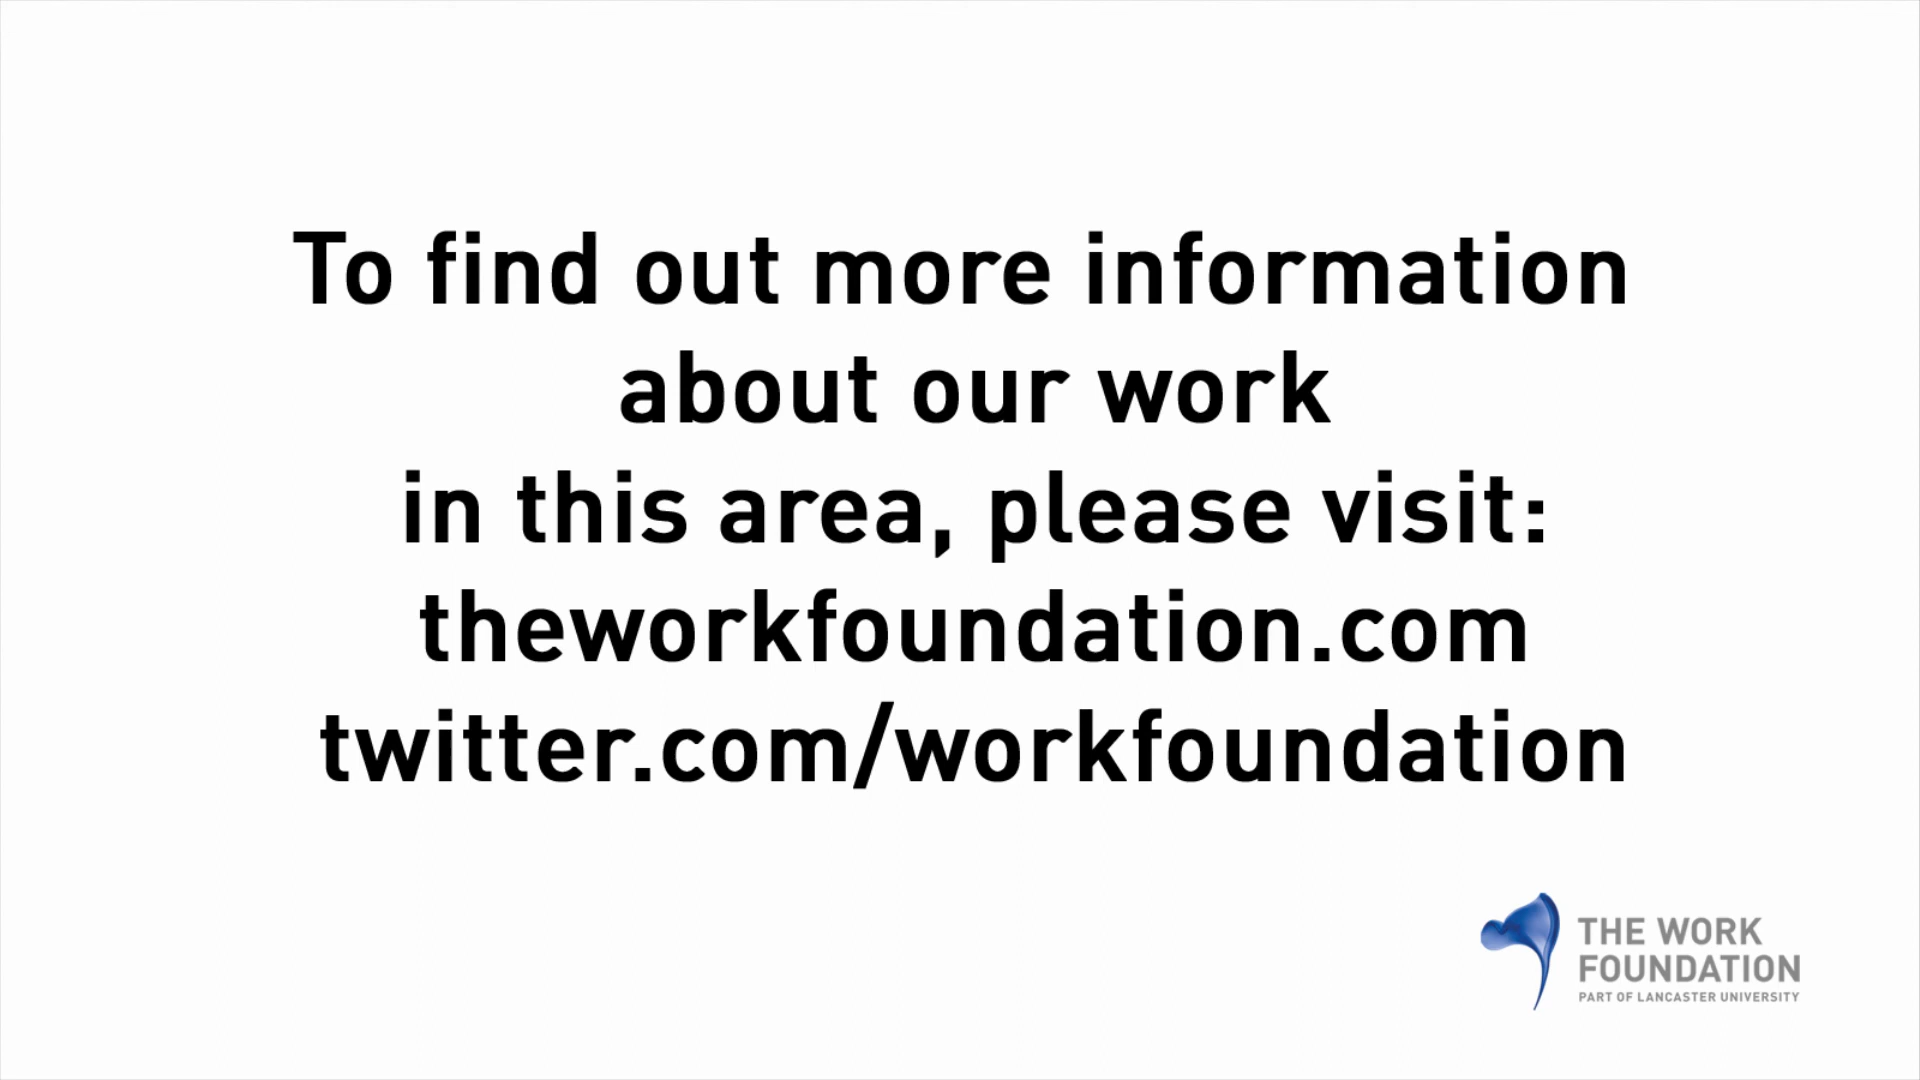 To find out more information
about our work
in this area, please visit:
theworkfoundation.com
twitter.com/workfoundation
THE WORK
FOUNDATION
PART OF LANCASTER UNIVERSITY